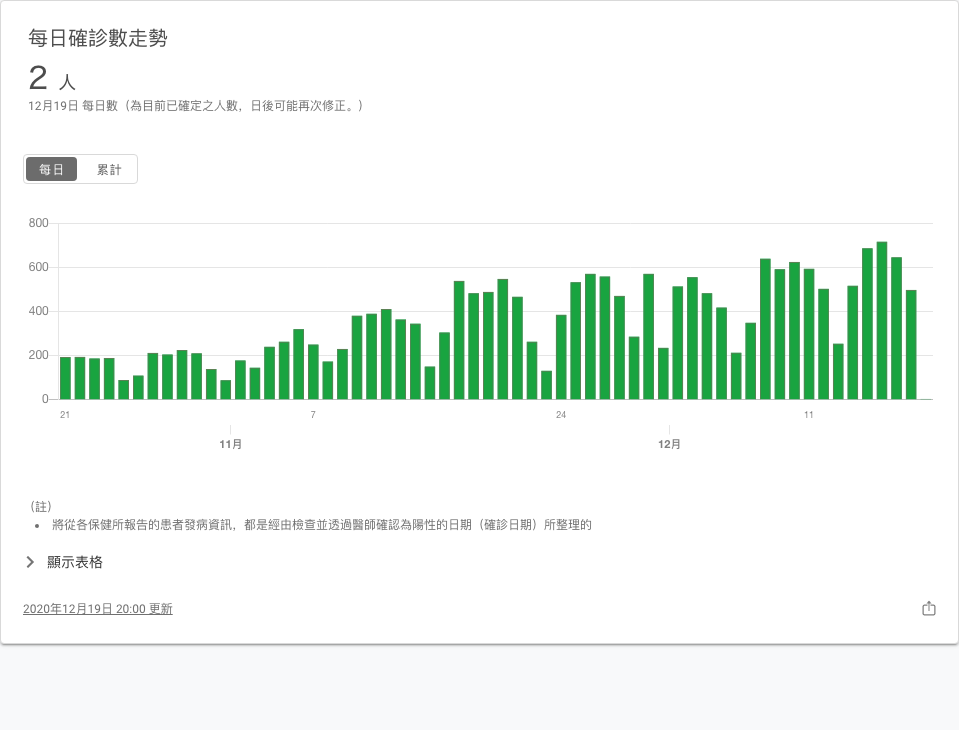 每日確診數走勢
2 人
12月19日 每日數（為目前已確定之人數，日後可能再次修正。）
每日 累計
800
600
400
200
0
21 7 24 11
11月 12月
（註）
• 將從各保健所報告的患者發病資訊，都是經由檢查並透過醫師確認為陽性的日期（確診日期）所整理的
顯示表格
2020年12月19日 20:00 更新